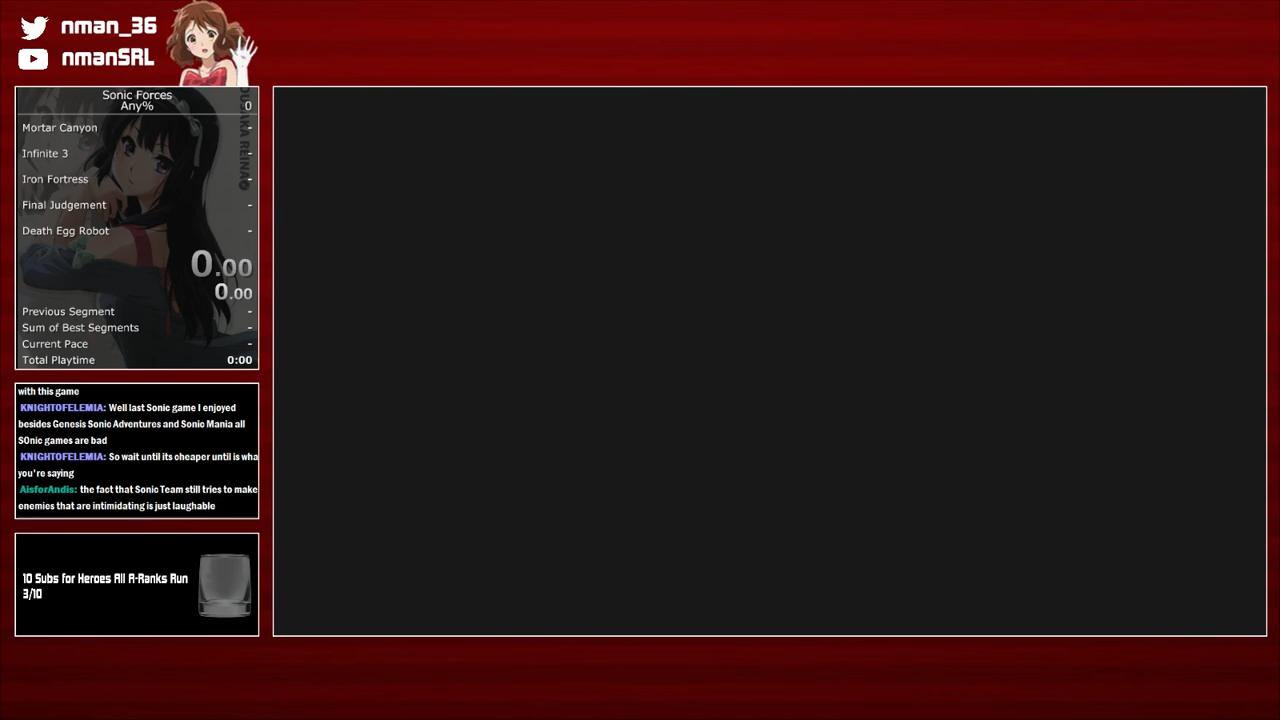 nman_36
nmanSRL
Sonic Forces
Any% 0
Mortar Canyon -
Infinite 3 -
Iron Fortress -
Final Judgement -
Death Egg Robot -
0.00
0.00
Previous Segment -
Sum of Best Segments -
Current Pace -
Total Playtime 0:00
with this game
KNIGHTOFELEMIA: Well last Sonic game I enjoyed
besides Genesis Sonic Adventures and Sonic Mania all
SOnic games are bad
KNIGHTOFELEMIA: So wait until its cheaper until is wha
you're saying
AisforAndis: the fact that Sonic Team still tries to make
enemies that are intimidating is just laughable
10 Subs for Heroes All A-Ranks Run
3/10